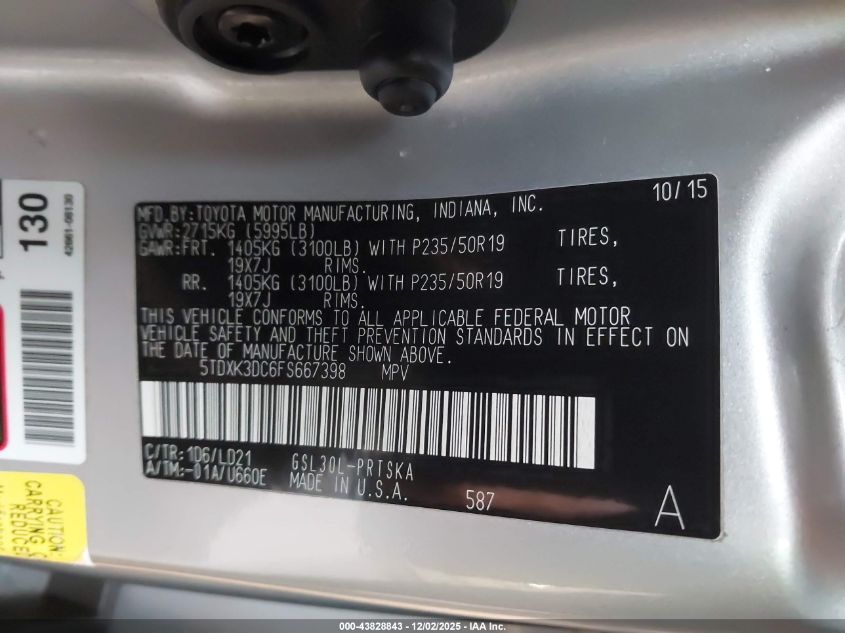 10/15
MFD.BY:TOYOTA MOTOR MANUFACTURING, INDIANA, INC.
GVWR:2715KG (5995LB)
GAWR:FRT. 1405KG (3100LB) WITH P235/50R19 TIRES,
19X7J RIMS.
RR. 1405KG (3100LB) WITH P235/50R19 TIRES,
19X7J RIMS.
THIS VEHICLE CONFORMS TO ALL APPLICABLE FEDERAL MOTOR
VEHICLE SAFETY AND THEFT PREVENTION STANDARDS IN EFFECT ON
THE DATE OF MANUFACTURE SHOWN ABOVE.
5TDXK3DC6FS667398 MPV
C/TR:1D6/LD21 GSL30L-PRTSKA
A/TM:-01A/U660E MADE IN U.S.A. 587 A
130
42661-06130
CAUTION
CARRYING
REDUCE
000-43828843 - 12/02/2025 - IAA Inc.